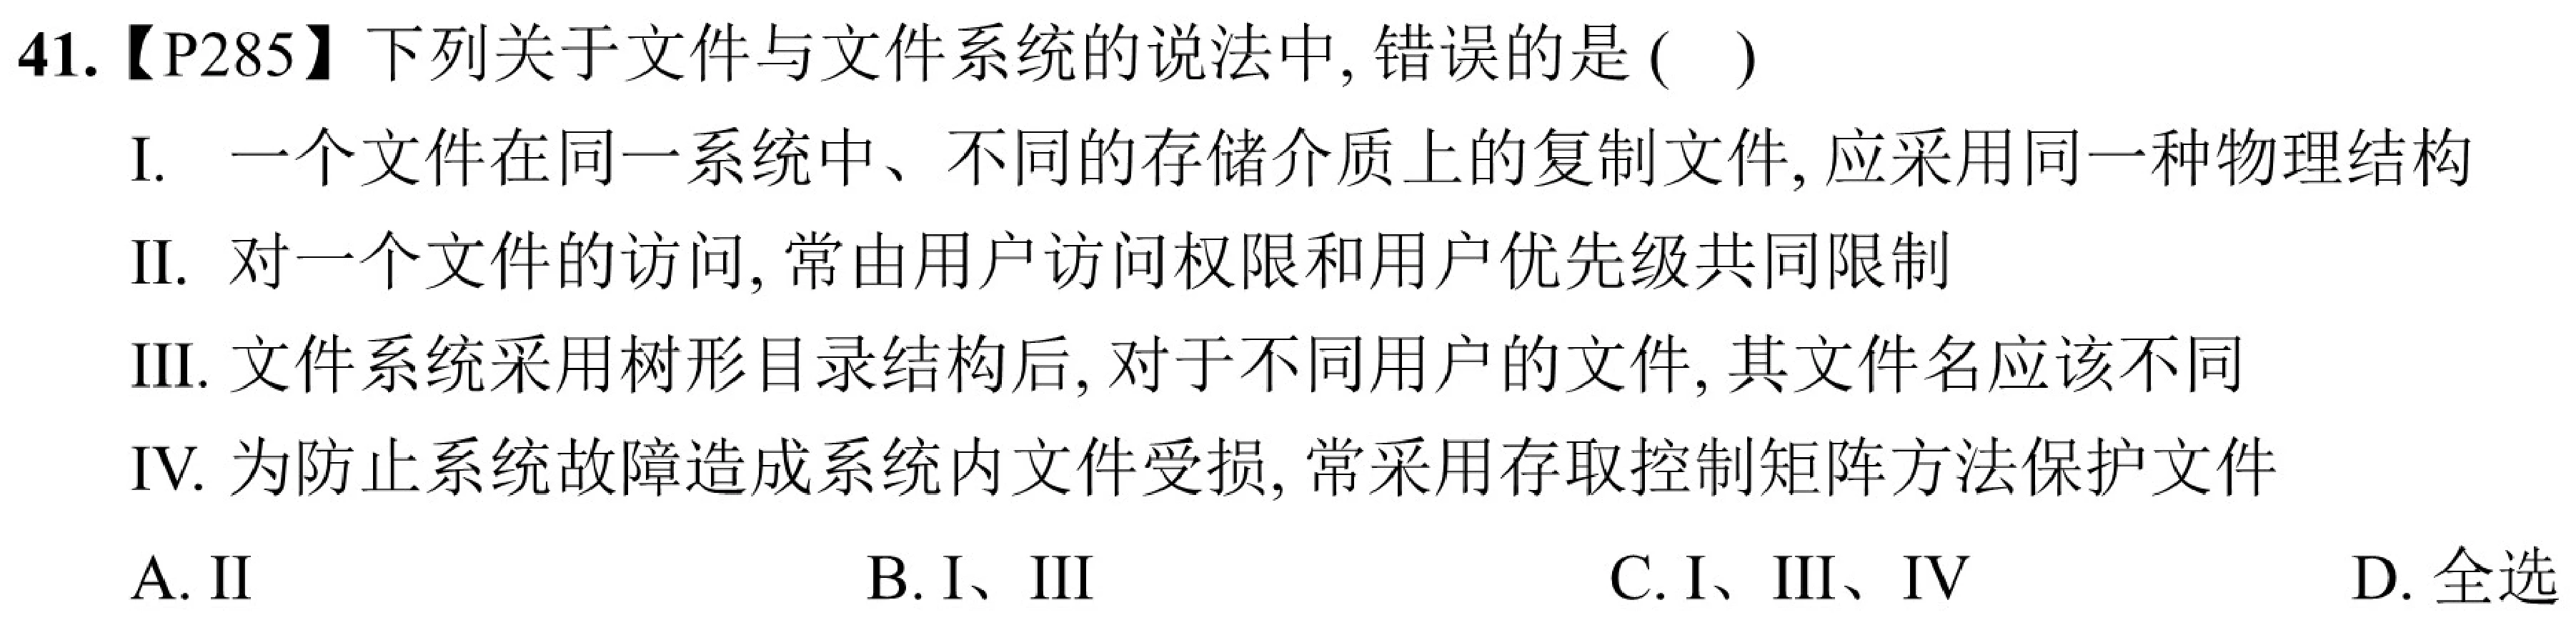 41.【P285】下列关于文件与文件系统的说法中, 错误的是 (   )
I. 一个文件在同一系统中、不同的存储介质上的复制文件, 应采用同一种物理结构
II. 对一个文件的访问, 常由用户访问权限和用户优先级共同限制
III. 文件系统采用树形目录结构后, 对于不同用户的文件, 其文件名应该不同
IV. 为防止系统故障造成系统内文件受损, 常采用存取控制矩阵方法保护文件
A. II B. I、III C. I、III、IV D. 全选